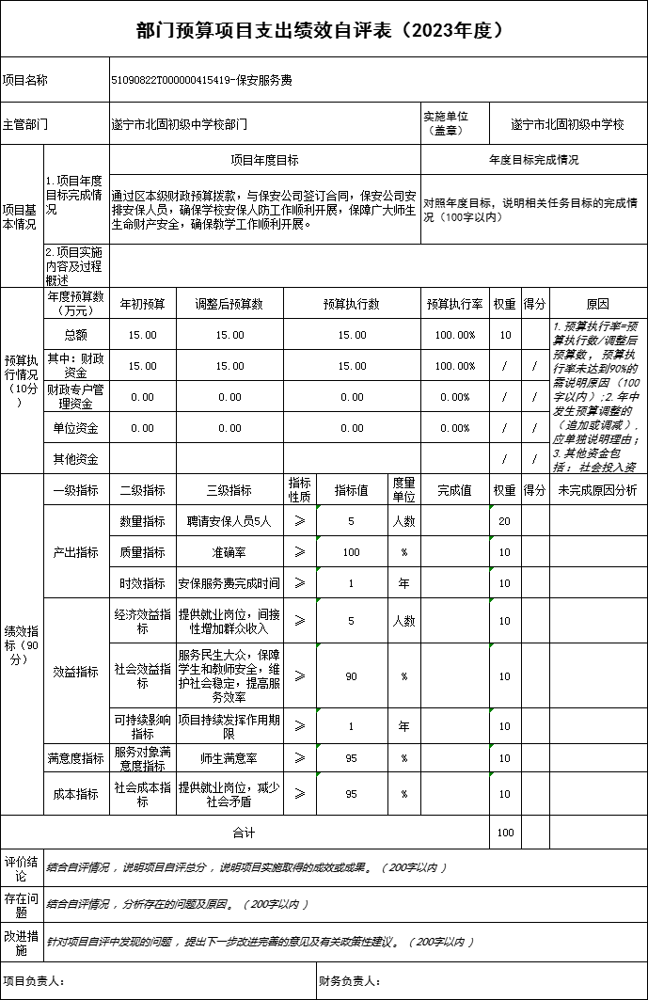 部门预算项目支出绩效自评表（2023年度）
项目名称 51090822T000000415419-保安服务费
主管部门 遂宁市北固初级中学校部门 实施单位（盖章） 遂宁市北固初级中学校
项目基本情况
1.项目年度目标完成情况
项目年度目标 年度目标完成情况
通过区本级财政预算拨款，与保安公司签订合同，保安公司安
排安保人员，确保学校安保人防工作顺利开展，保障广大师生
生命财产安全，确保教学工作顺利开展。
对照年度目标，说明相关任务目标的完成情
况（100字以内）
2.项目实施内容及过程概述
预算执行情况（10分）
年度预算数（万元） 年初预算 调整后预算数 预算执行数 预算执行率 权重 得分 原因
总额 15.00 15.00 15.00 100.00% 10
其中：财政资金 15.00 15.00 15.00 100.00% / /
财政专户管理资金 0.00 0.00 0.00 0.00% / /
单位资金 0.00 0.00 0.00 0.00% / /
其他资金 / /
1.预算执行率=预
算执行数/调整后
预算数，预算执
行率未达到90%的
需说明原因（100
字以内）;2.年中
发生预算调整的
（追加或调减），
应单独说明理由；
3.其他资金包
括：社会投入资
绩效指标（90分）
一级指标 二级指标 三级指标 指标性质 指标值 度量单位 完成值 权重 得分 未完成原因分析
产出指标
数量指标 聘请安保人员5人 ≥ 5 人数 20
质量指标 准确率 ≥ 100 % 10
时效指标 安保服务费完成时间 ≥ 1 年 10
效益指标
经济效益指标 提供就业岗位，间接性增加群众收入 ≥ 5 人数 10
社会效益指标 服务民生大众，保障学生和教师安全，维护社会稳定，提高服务效率 ≥ 90 % 10
可持续影响指标 项目持续发挥作用期限 ≥ 1 年 10
满意度指标 服务对象满意度指标 师生满意率 ≥ 95 % 10
成本指标 社会成本指标 提供就业岗位，减少社会矛盾 ≥ 95 % 10
合计 100
评价结论 结合自评情况，说明项目自评总分，说明项目实施取得的成效或成果。（200字以内）
存在问题 结合自评情况，分析存在的问题及原因。（200字以内）
改进措施 针对项目自评中发现的问题，提出下一步改进完善的意见及有关政策性建议。（200字以内）
项目负责人： 财务负责人：